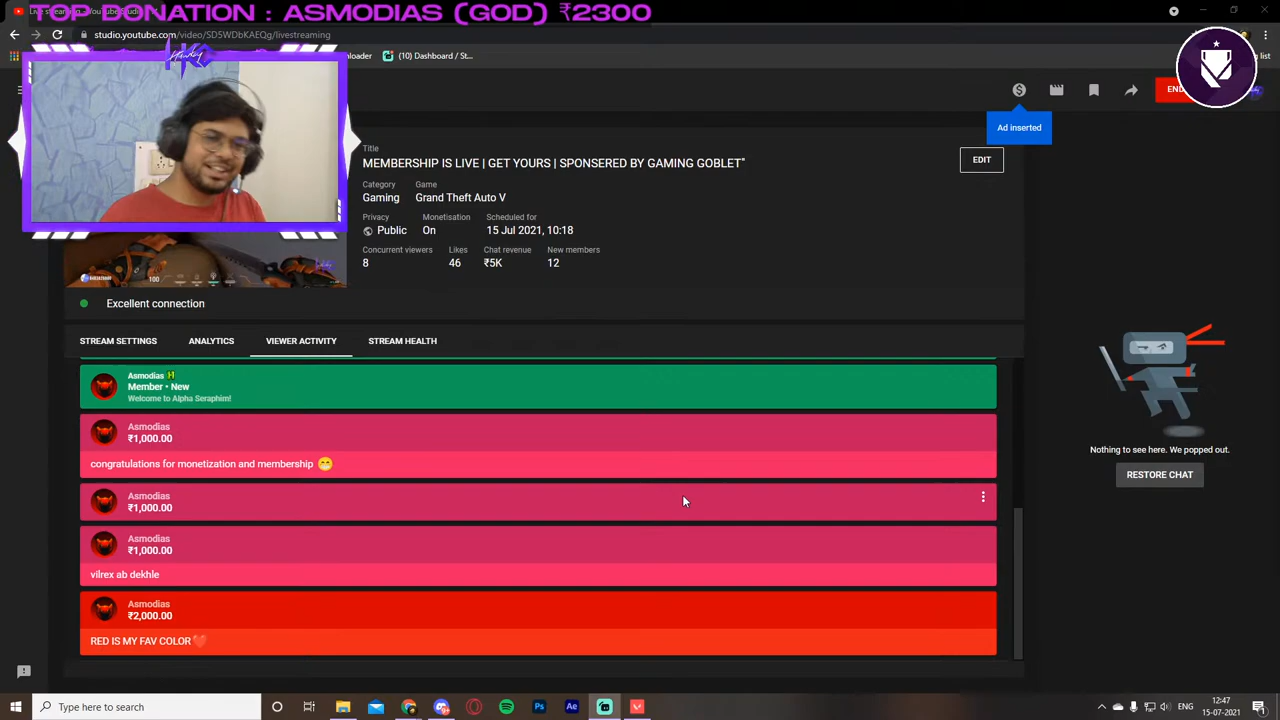 TOP DONATION : ASMODIAS (GOD) ₹2300
studio.youtube.com/video/SD5WDbKAEQg/livestreaming
(10) Dashboard / St...
Ad inserted
Title
MEMBERSHIP IS LIVE | GET YOURS | SPONSERED BY GAMING GOBLET"
EDIT
Category
Game
Gaming
Grand Theft Auto V
Privacy
Monetisation
Scheduled for
Public
On
15 Jul 2021, 10:18
Concurrent viewers
Likes
Chat revenue
New members
8
46
₹5K
12
100
Excellent connection
STREAM SETTINGS
ANALYTICS
VIEWER ACTIVITY
STREAM HEALTH
Asmodias
Member • New
Welcome to Alpha Seraphim!
Asmodias
₹1,000.00
congratulations for monetization and membership 😁
Asmodias
₹1,000.00
Asmodias
₹1,000.00
vilrex ab dekhle
Asmodias
₹2,000.00
RED IS MY FAV COLOR❤️
Nothing to see here. We popped out.
RESTORE CHAT
Type here to search
ENG
12:47
15-07-2021